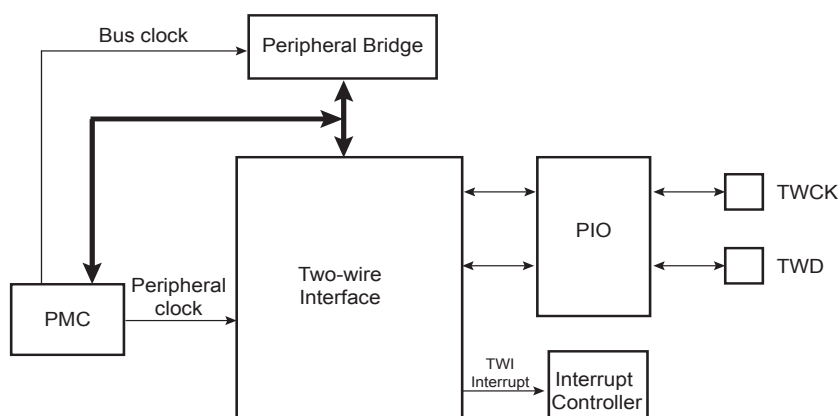 Bus clock
Peripheral Bridge
TWCK
PIO
TWD
Two-wire
Interface
Peripheral
clock
PMC
TWI
Interrupt
Interrupt
Controller